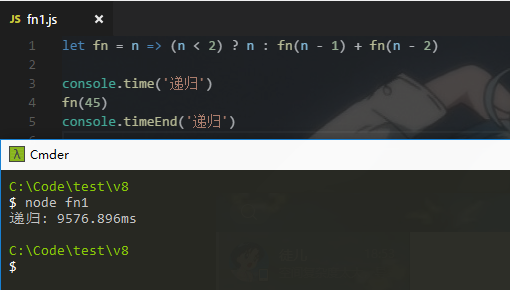 JS fn1.js ×
1 let fn = n => (n < 2) ? n : fn(n - 1) + fn(n - 2)
2
3 console.time('递归')
4 fn(45)
5 console.timeEnd('递归')
λ Cmder
C:\Code\test\v8
$ node fn1
递归: 9576.896ms
C:\Code\test\v8
$